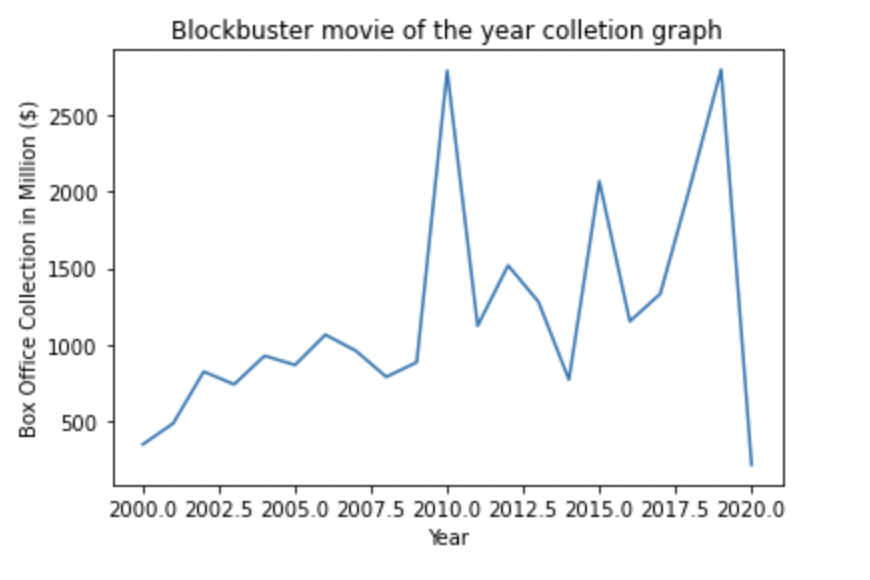 Blockbuster movie of the year colletion graph
Box Office Collection in Million ($)
2500
2000
1500
1000
500
2000.0 2002.5 2005.0 2007.5 2010.0 2012.5 2015.0 2017.5 2020.0
Year